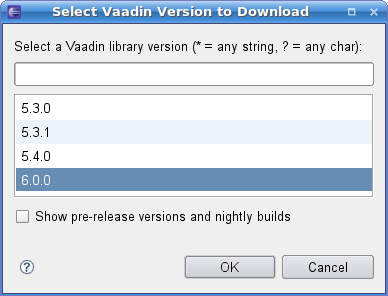 Select Vaadin Version to Download
Select a Vaadin library version (* = any string, ? = any char):
5.3.0
5.3.1
5.4.0
6.0.0
Show pre-release versions and nightly builds
?
OK
Cancel